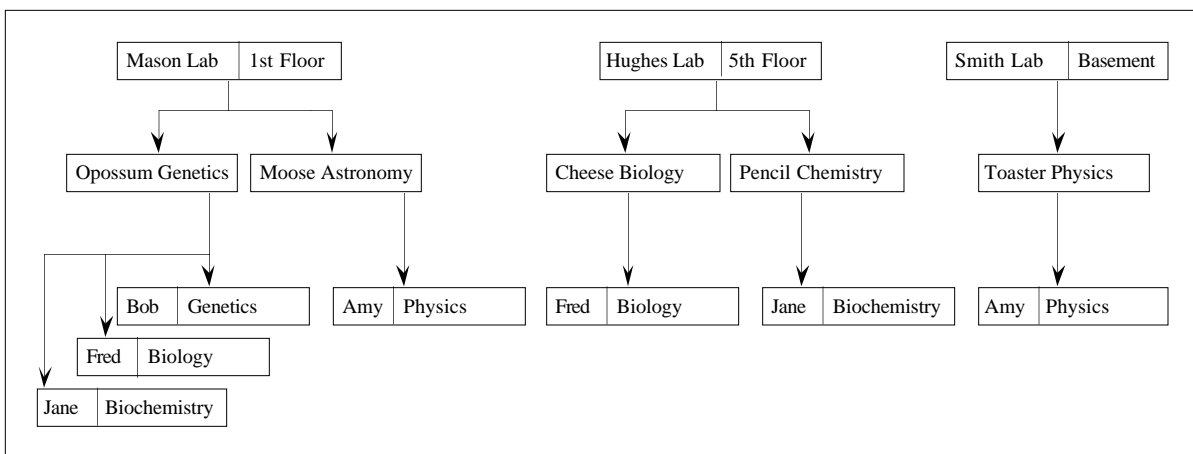 Mason Lab 1st Floor
Hughes Lab 5th Floor
Smith Lab Basement
Opossum Genetics
Moose Astronomy
Cheese Biology
Pencil Chemistry
Toaster Physics
Bob Genetics
Amy Physics
Fred Biology
Jane Biochemistry
Amy Physics
Fred Biology
Jane Biochemistry